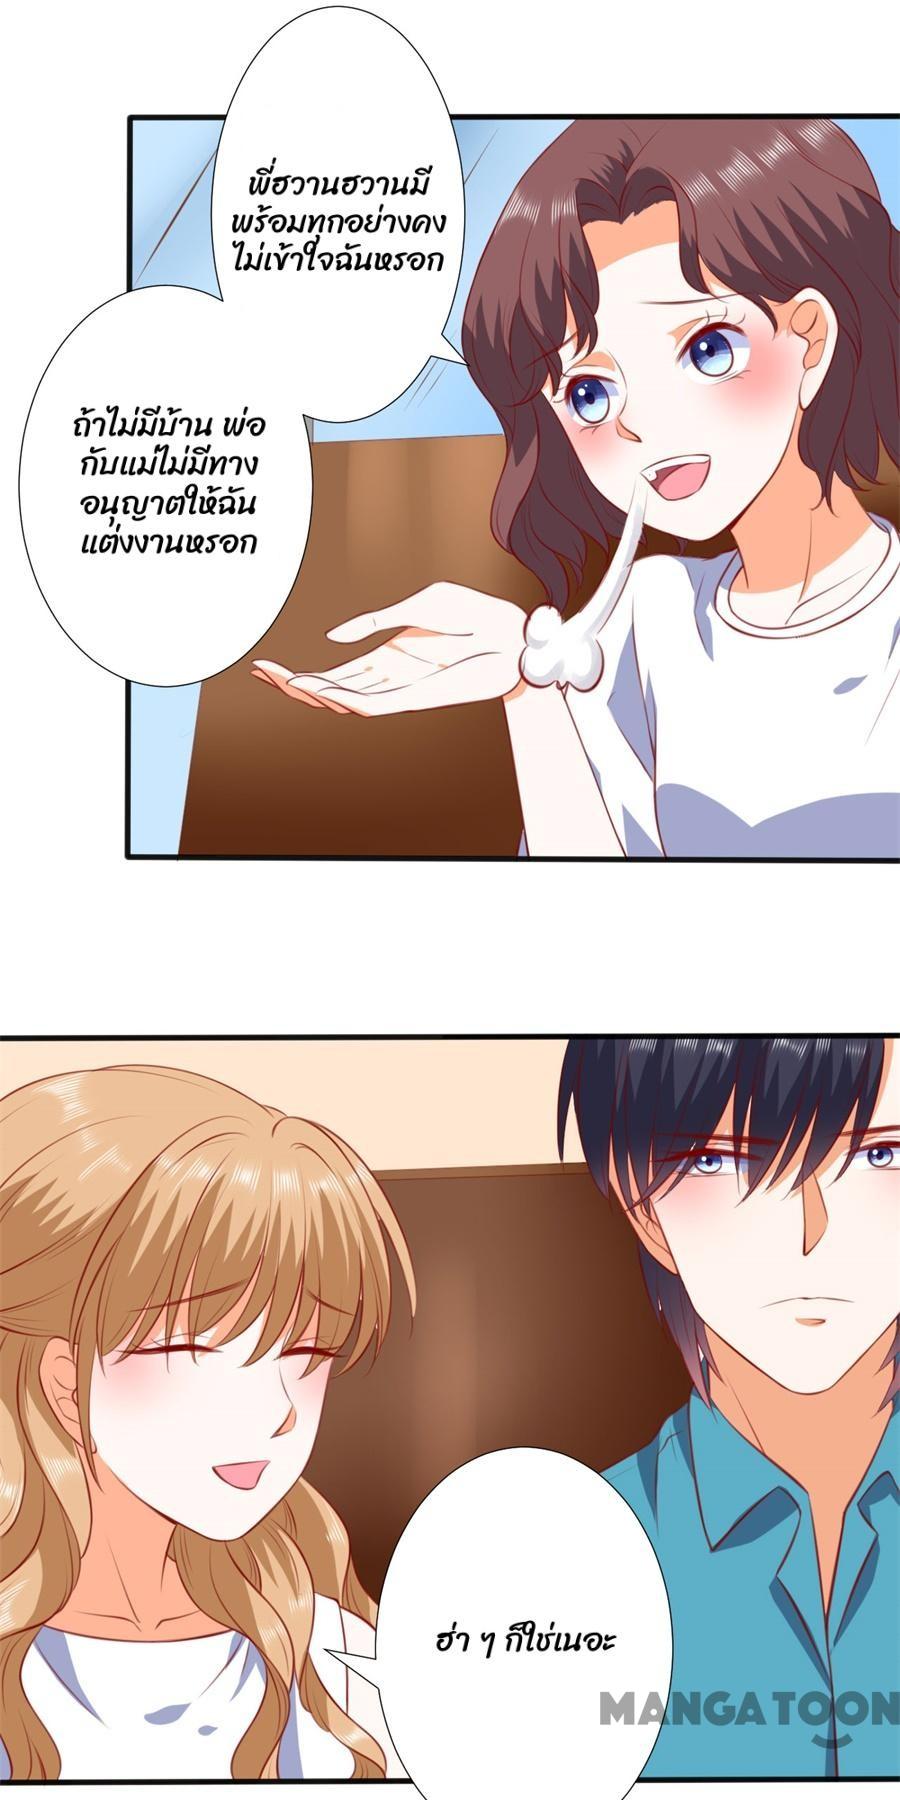 พี่ฮวานฮวานมี
พร้อมทุกอย่างคง
ไม่เข้าใจฉันหรอก
ถ้าไม่มีบ้าน พ่อ
กับแม่ไม่มีทาง
อนุญาตให้ฉัน
แต่งงานหรอก
ฮ่า ๆ ก็ใช่เนอะ
MANGATOON